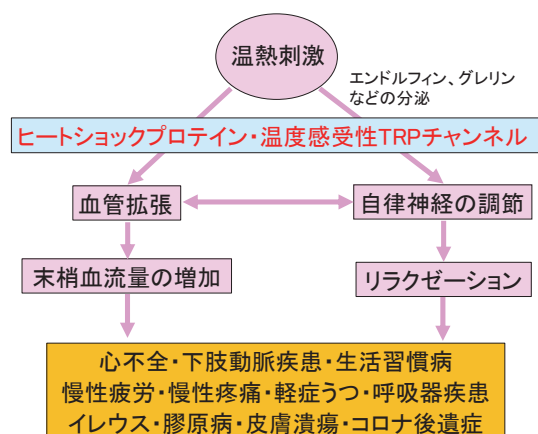 温熱刺激
エンドルフィン、グレリン
などの分泌
ヒートショックプロテイン・温度感受性TRPチャンネル
血管拡張
自律神経の調節
末梢血流量の増加
リラクゼーション
心不全・下肢動脈疾患・生活習慣病
慢性疲労・慢性疼痛・軽症うつ・呼吸器疾患
イレウス・膠原病・皮膚潰瘍・コロナ後遺症